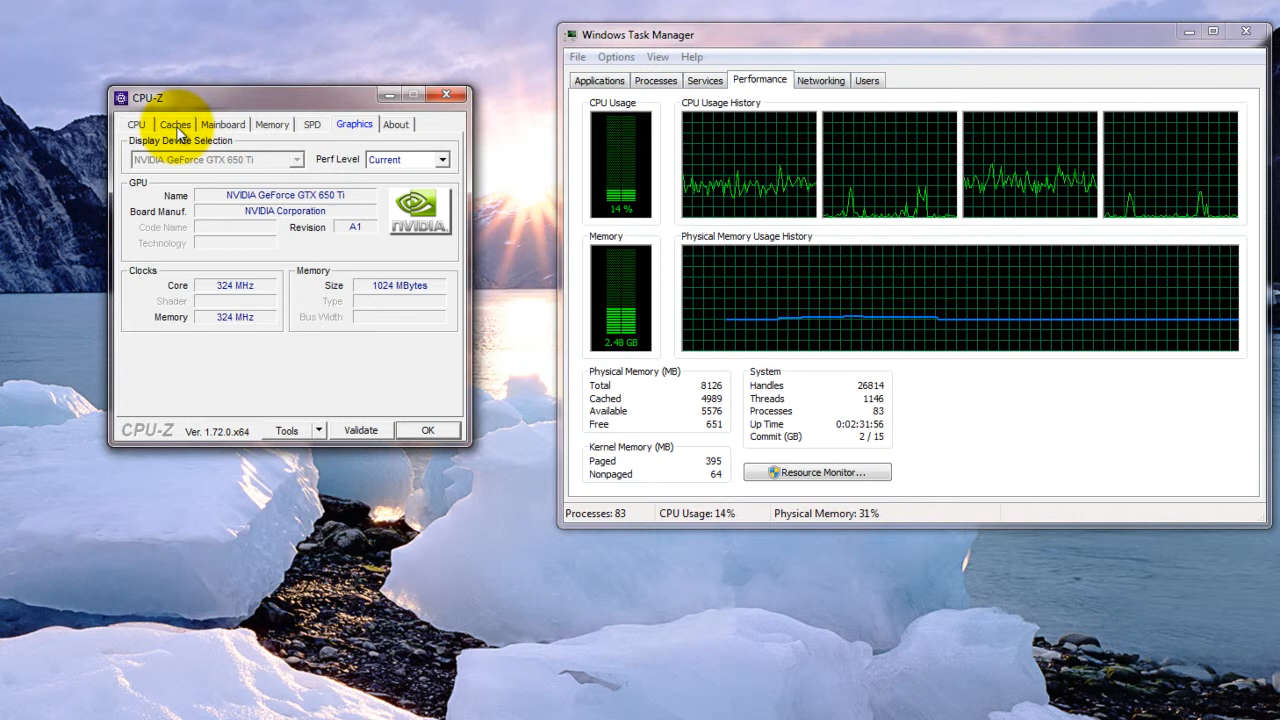 CPU-Z
CPU Caches Mainboard Memory SPD Graphics About
Display Device Selection
NVIDIA GeForce GTX 650 Ti Perf Level Current
GPU
Name NVIDIA GeForce GTX 650 Ti
Board Manuf. NVIDIA Corporation
Code Name Revision A1
Technology
NVIDIA.
Clocks
Core 324 MHz
Shader
Memory 324 MHz
Memory
Size 1024 MBytes
Type
Bus Width
CPU-Z Ver. 1.72.0.x64 Tools Validate OK
Windows Task Manager
File Options View Help
Applications Processes Services Performance Networking Users
CPU Usage CPU Usage History
14 %
Memory Physical Memory Usage History
2.48 GB
Physical Memory (MB)
Total 8126
Cached 4989
Available 5576
Free 651
Kernel Memory (MB)
Paged 395
Nonpaged 64
System
Handles 26814
Threads 1146
Processes 83
Up Time 0:02:31:56
Commit (GB) 2 / 15
Resource Monitor...
Processes: 83 CPU Usage: 14% Physical Memory: 31%